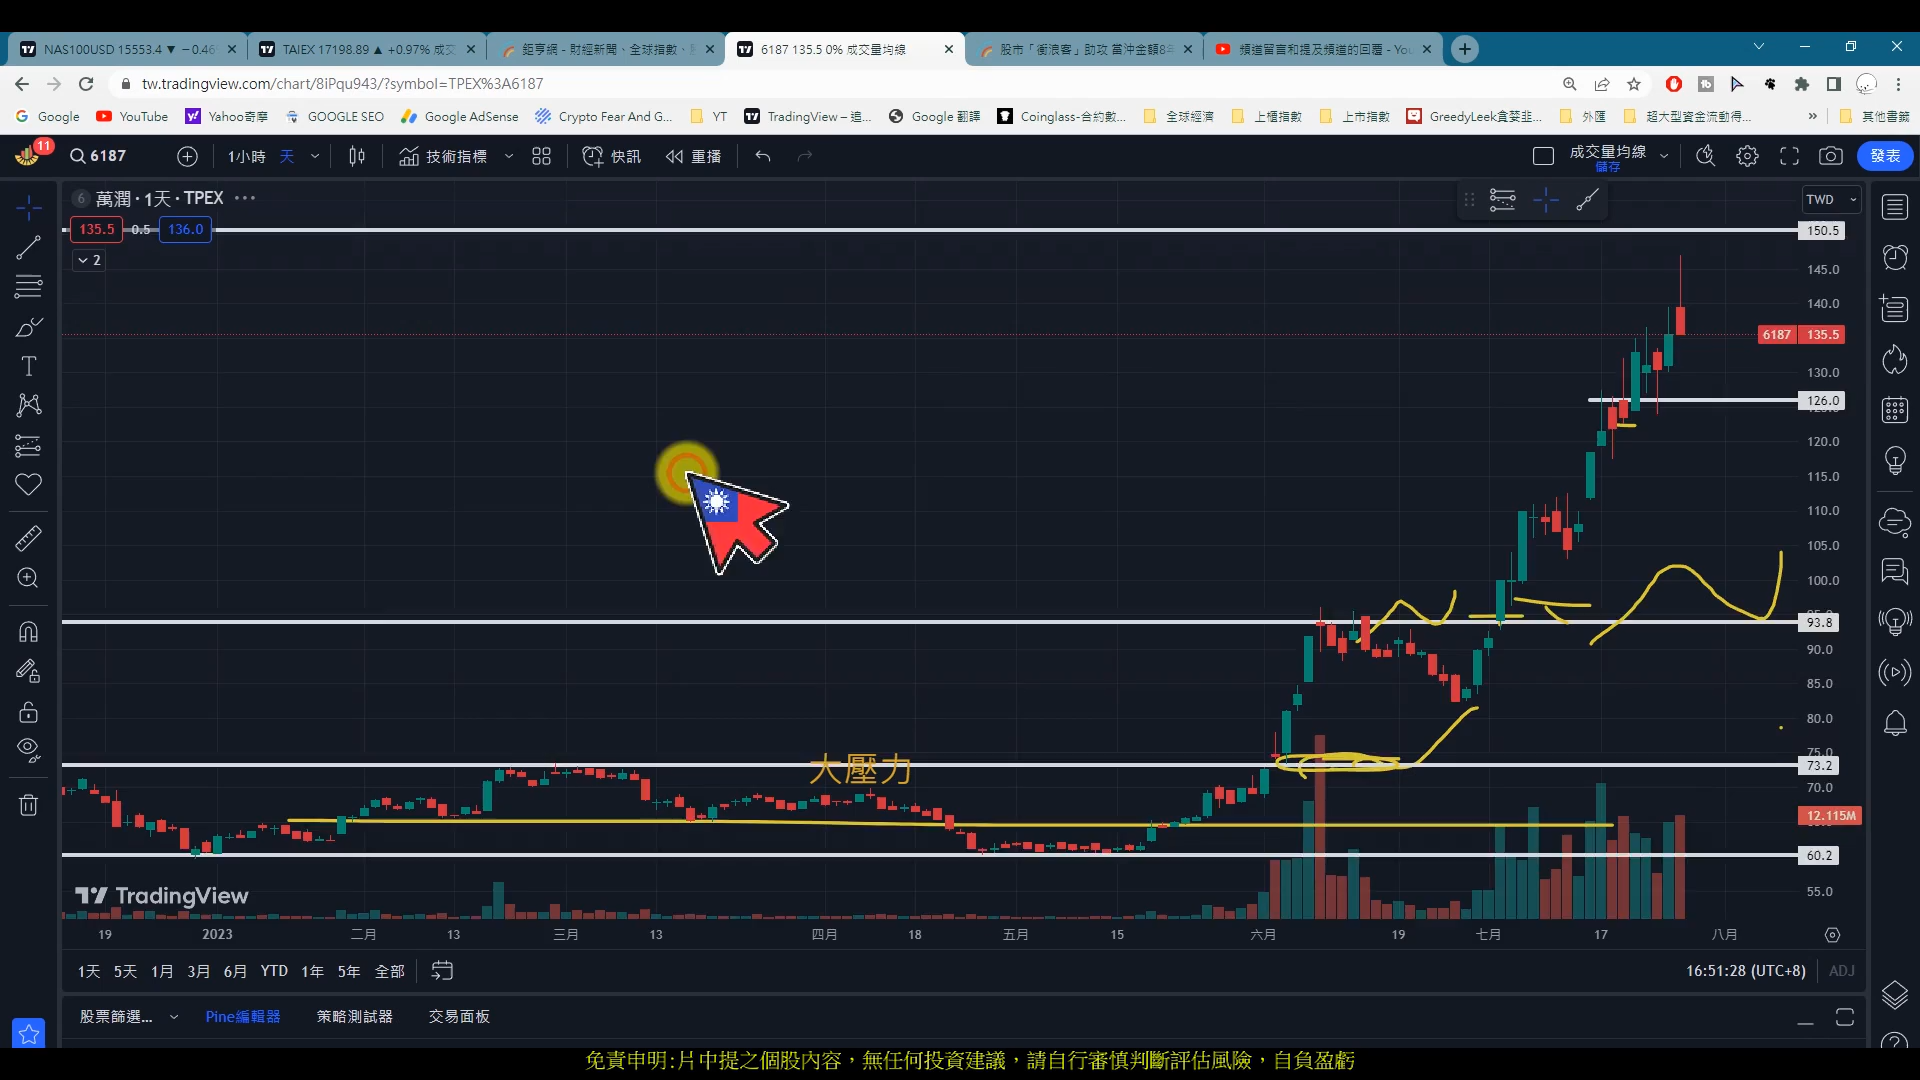 NAS100USD 15553.4 ▼ −0.46
TAIEX 17198.89 ▲ +0.97% 成交
鉅亨網 - 財經新聞、全球指數、
6187 135.5 0% 成交量均線
股市「衝浪客」助攻 當沖金額8
頻道留言和提及頻道的回覆 - You
tw.tradingview.com/chart/8iPqu943/?symbol=TPEX%3A6187
Google
YouTube
Yahoo奇摩
GOOGLE SEO
Google AdSense
Crypto Fear And G...
YT
TradingView – 追...
Google 翻譯
Coinglass-合約數...
全球經濟
上櫃指數
上市指數
GreedyLeek貪婪韭...
外匯
超大型資金流動得...
»
其他書籤
11
6187
1小時
天
技術指標
快訊
重播
成交量均線
儲存
發表
6
萬潤 · 1天 · TPEX
TWD
135.5
0.5
136.0
2
150.5
145.0
140.0
6187
135.5
130.0
126.0
120.0
115.0
110.0
105.0
100.0
93.8
90.0
85.0
80.0
75.0
73.2
70.0
12.115M
60.2
55.0
大壓力
TradingView
19
2023
二月
13
三月
13
四月
18
五月
15
六月
19
七月
17
八月
1天
5天
1月
3月
6月
YTD
1年
5年
全部
16:51:28 (UTC+8)
ADJ
股票篩選...
Pine編輯器
策略測試器
交易面板
免責申明:片中提之個股內容，無任何投資建議，請自行審慎判斷評估風險，自負盈虧